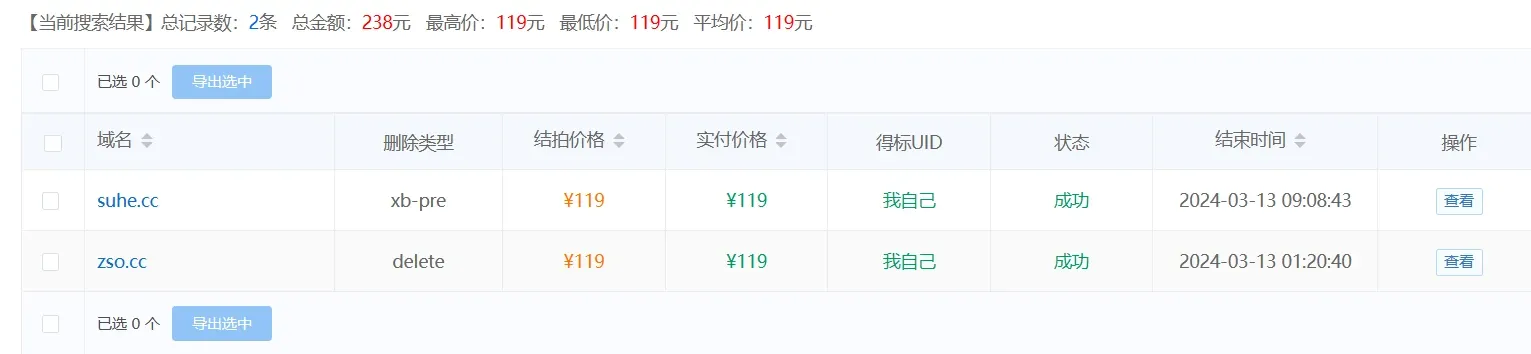 【当前搜索结果】总记录数：2条 总金额：238元 最高价：119元 最低价：119元 平均价：119元
已选 0 个 导出选中
域名 删除类型 结拍价格 实付价格 得标UID 状态 结束时间 操作
suhe.cc xb-pre ¥119 ¥119 我自己 成功 2024-03-13 09:08:43 查看
zso.cc delete ¥119 ¥119 我自己 成功 2024-03-13 01:20:40 查看
已选 0 个 导出选中